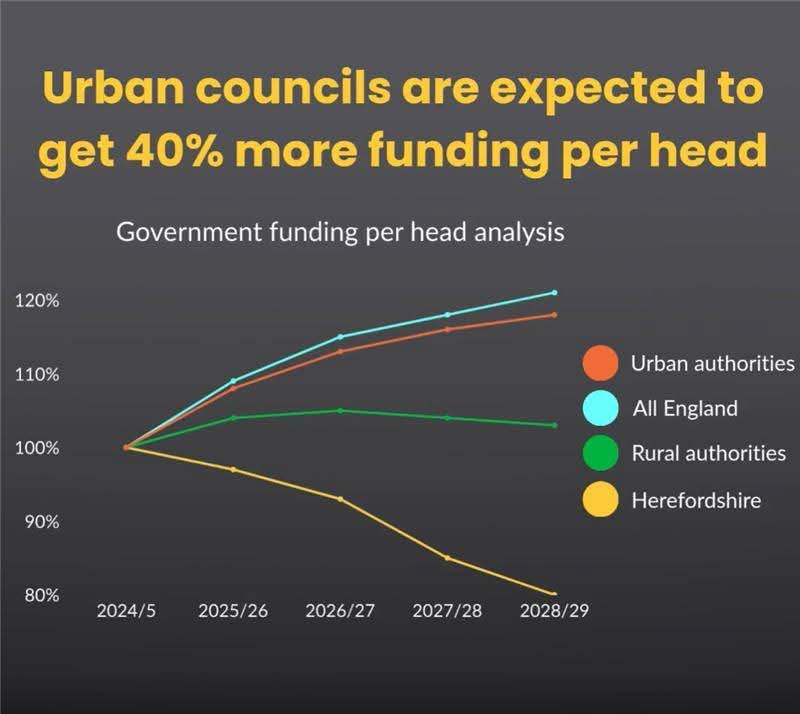 Urban councils are expected to
get 40% more funding per head
Government funding per head analysis
120%
110%
100%
90%
80%
2024/5 2025/26 2026/27 2027/28 2028/29
Urban authorities
All England
Rural authorities
Herefordshire